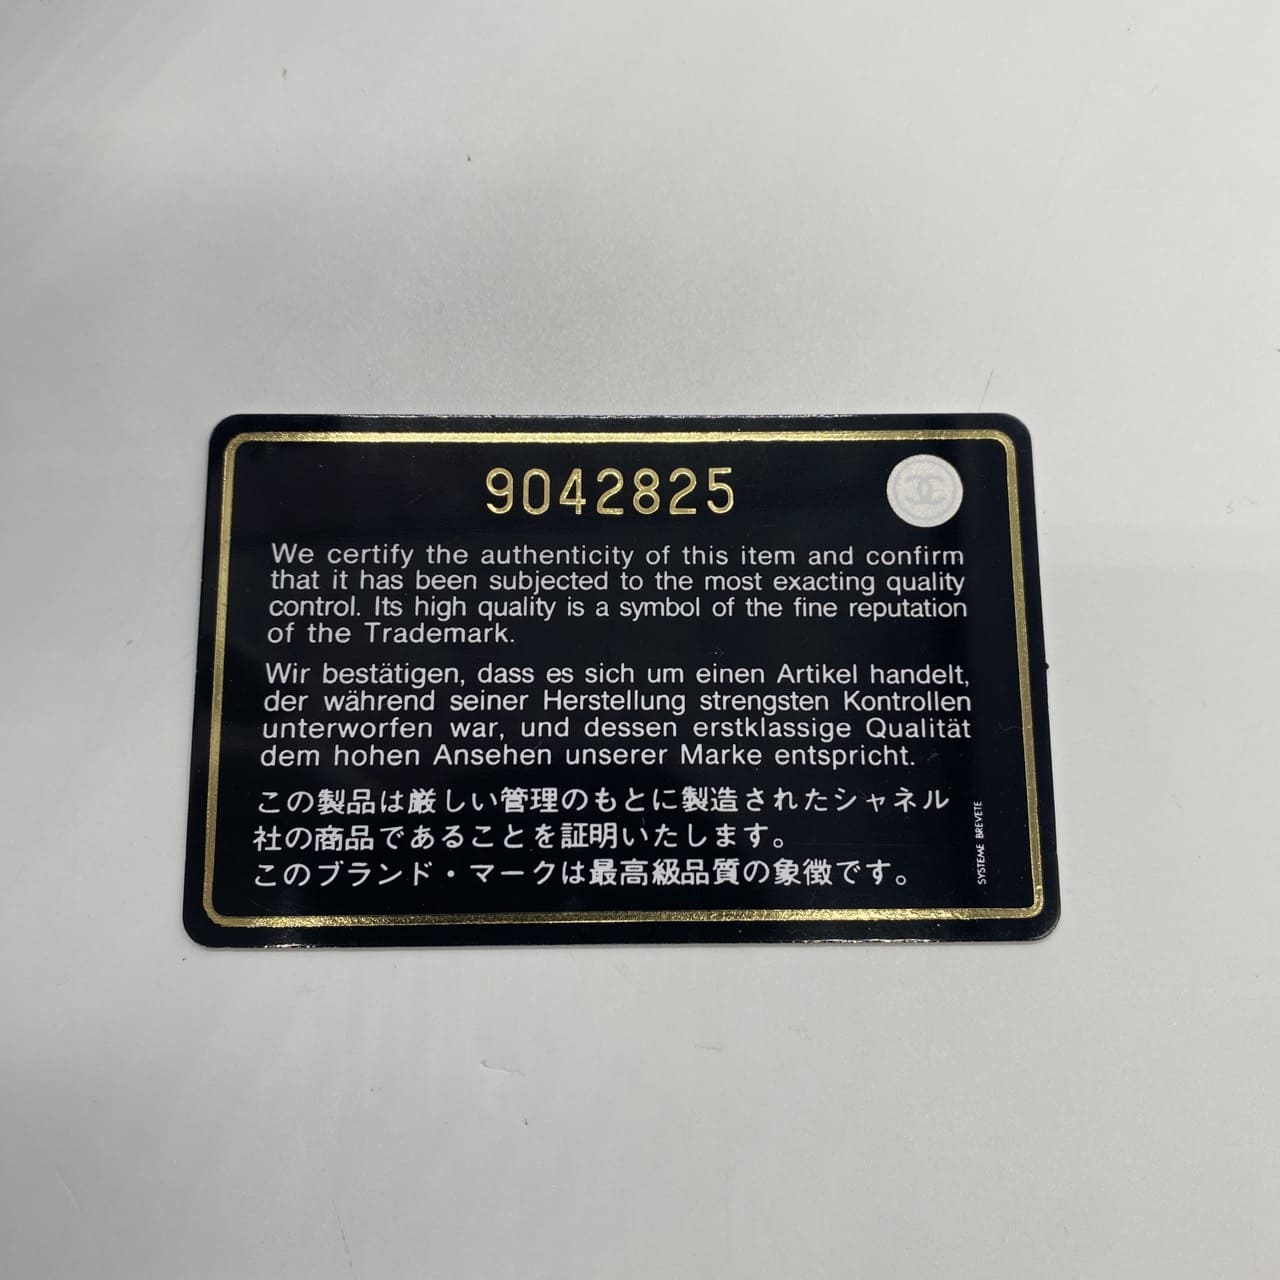 9042825
We certify the authenticity of this item and confirm
that it has been subjected to the most exacting quality
control. Its high quality is a symbol of the fine reputation
of the Trademark.
Wir bestätigen, dass es sich um einen Artikel handelt,
der während seiner Herstellung strengsten Kontrollen
unterworfen war, und dessen erstklassige Qualität
dem hohen Ansehen unserer Marke entspricht.
この製品は厳しい管理のもとに製造されたシャネル
社の商品であることを証明いたします。
このブランド・マークは最高級品質の象徴です。
SYSTEME BREVETE